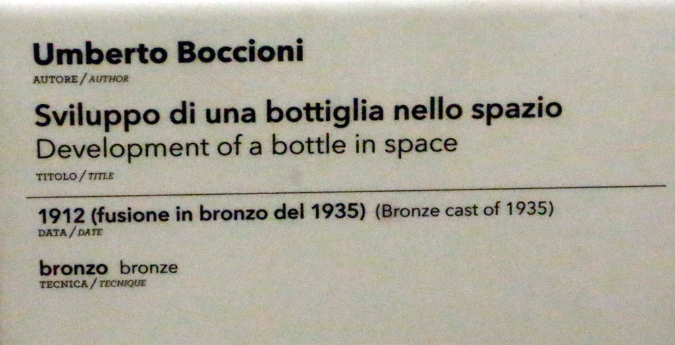 Umberto Boccioni
AUTORE / AUTHOR
Sviluppo di una bottiglia nello spazio
Development of a bottle in space
TITOLO / TITLE
1912 (fusione in bronzo del 1935) (Bronze cast of 1935)
DATA / DATE
bronzo bronze
TECNICA / TECNIQUE